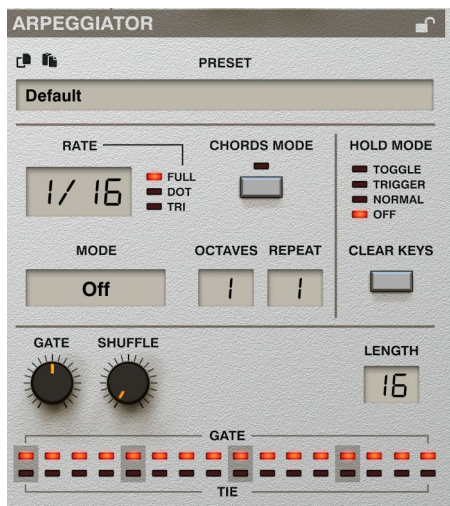 ARPEGGIATOR
PRESET
Default
RATE
1/16
FULL
DOT
TRI
CHORDS MODE
HOLD MODE
TOGGLE
TRIGGER
NORMAL
OFF
MODE
Off
OCTAVES
1
REPEAT
1
CLEAR KEYS
GATE
SHUFFLE
LENGTH
16
GATE
TIE